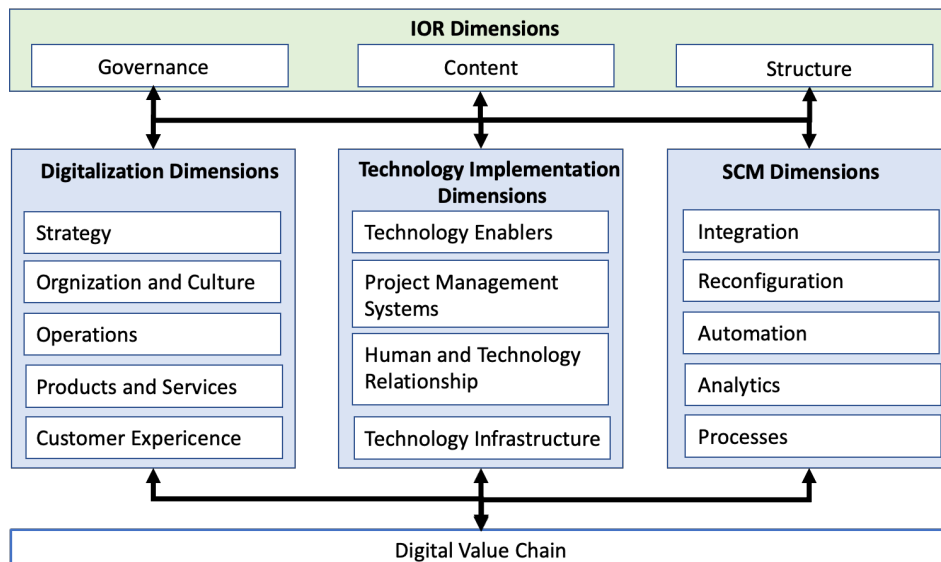 IOR Dimensions
Governance
Content
Structure
Digitalization Dimensions
Strategy
Orgnization and Culture
Operations
Products and Services
Customer Expericence
Technology Implementation
Dimensions
Technology Enablers
Project Management
Systems
Human and Technology
Relationship
Technology Infrastructure
SCM Dimensions
Integration
Reconfiguration
Automation
Analytics
Processes
Digital Value Chain